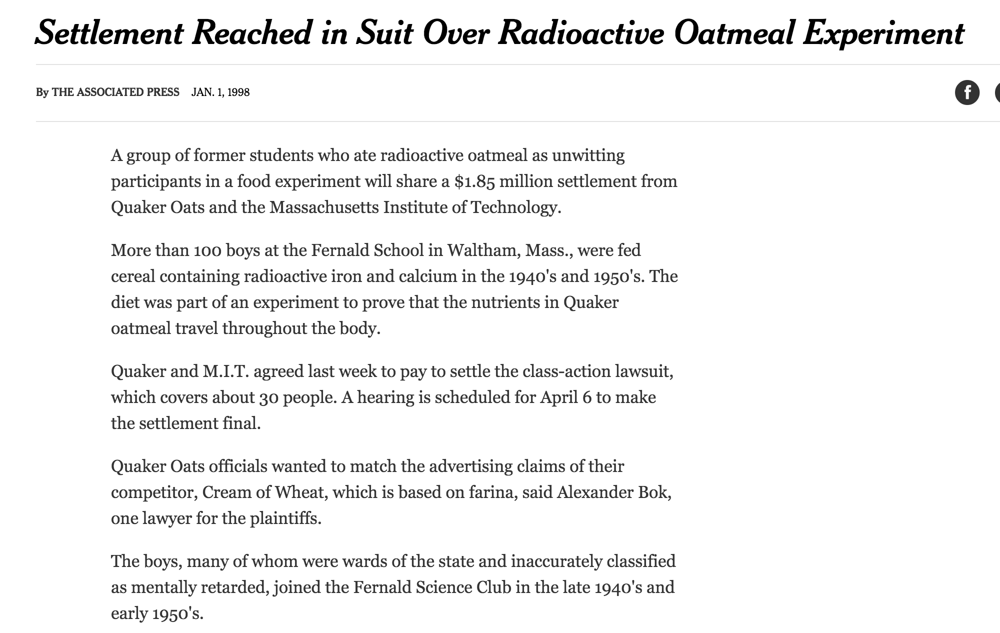 Settlement Reached in Suit Over Radioactive Oatmeal Experiment
By THE ASSOCIATED PRESS JAN. 1, 1998
f
A group of former students who ate radioactive oatmeal as unwitting
participants in a food experiment will share a $1.85 million settlement from
Quaker Oats and the Massachusetts Institute of Technology.
More than 100 boys at the Fernald School in Waltham, Mass., were fed
cereal containing radioactive iron and calcium in the 1940's and 1950's. The
diet was part of an experiment to prove that the nutrients in Quaker
oatmeal travel throughout the body.
Quaker and M.I.T. agreed last week to pay to settle the class-action lawsuit,
which covers about 30 people. A hearing is scheduled for April 6 to make
the settlement final.
Quaker Oats officials wanted to match the advertising claims of their
competitor, Cream of Wheat, which is based on farina, said Alexander Bok,
one lawyer for the plaintiffs.
The boys, many of whom were wards of the state and inaccurately classified
as mentally retarded, joined the Fernald Science Club in the late 1940's and
early 1950's.